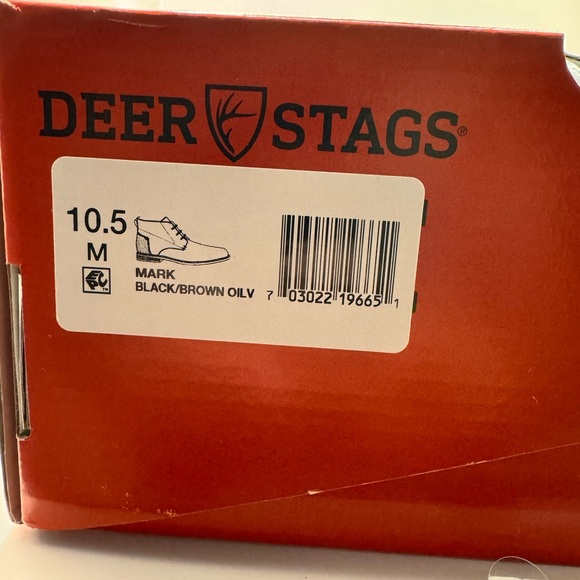 DEER STAGS®
10.5
M
MARK
BLACK/BROWN OILV
7 03022 19665 1